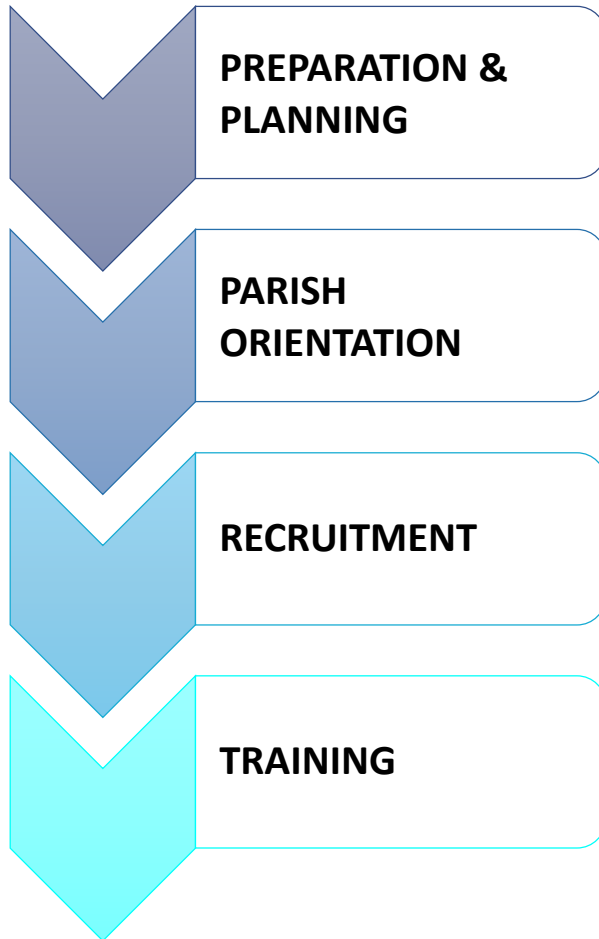 PREPARATION &
PLANNING
PARISH
ORIENTATION
RECRUITMENT
TRAINING